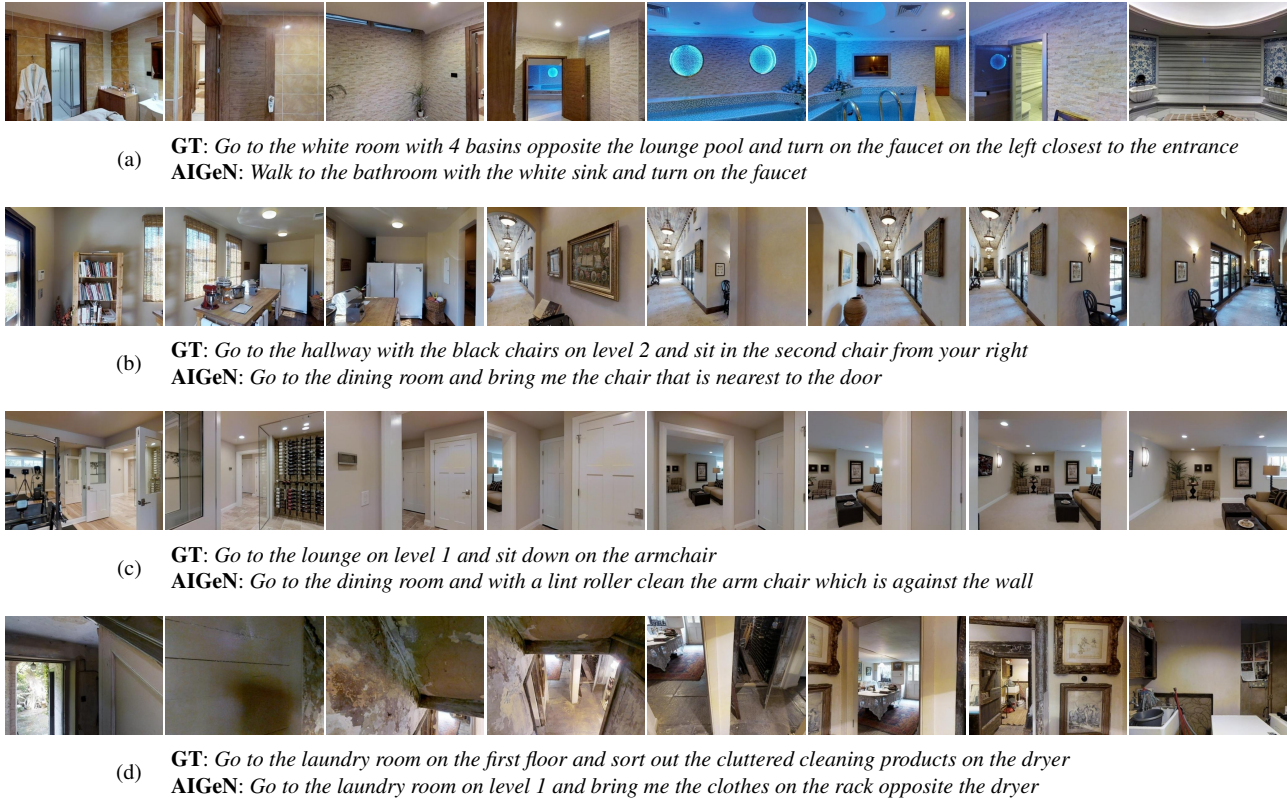 GT: Go to the white room with 4 basins opposite the lounge pool and turn on the faucet on the left closest to the entrance
(a)
AIGeN: Walk to the bathroom with the white sink and turn on the faucet
GT: Go to the hallway with the black chairs on level 2 and sit in the second chair from your right
(b)
AIGeN: Go to the dining room and bring me the chair that is nearest to the door
GT: Go to the lounge on level 1 and sit down on the armchair
(c)
AIGeN: Go to the dining room and with a lint roller clean the arm chair which is against the wall
GT: Go to the laundry room on the first floor and sort out the cluttered cleaning products on the dryer
(d)
AIGeN: Go to the laundry room on level 1 and bring me the clothes on the rack opposite the dryer